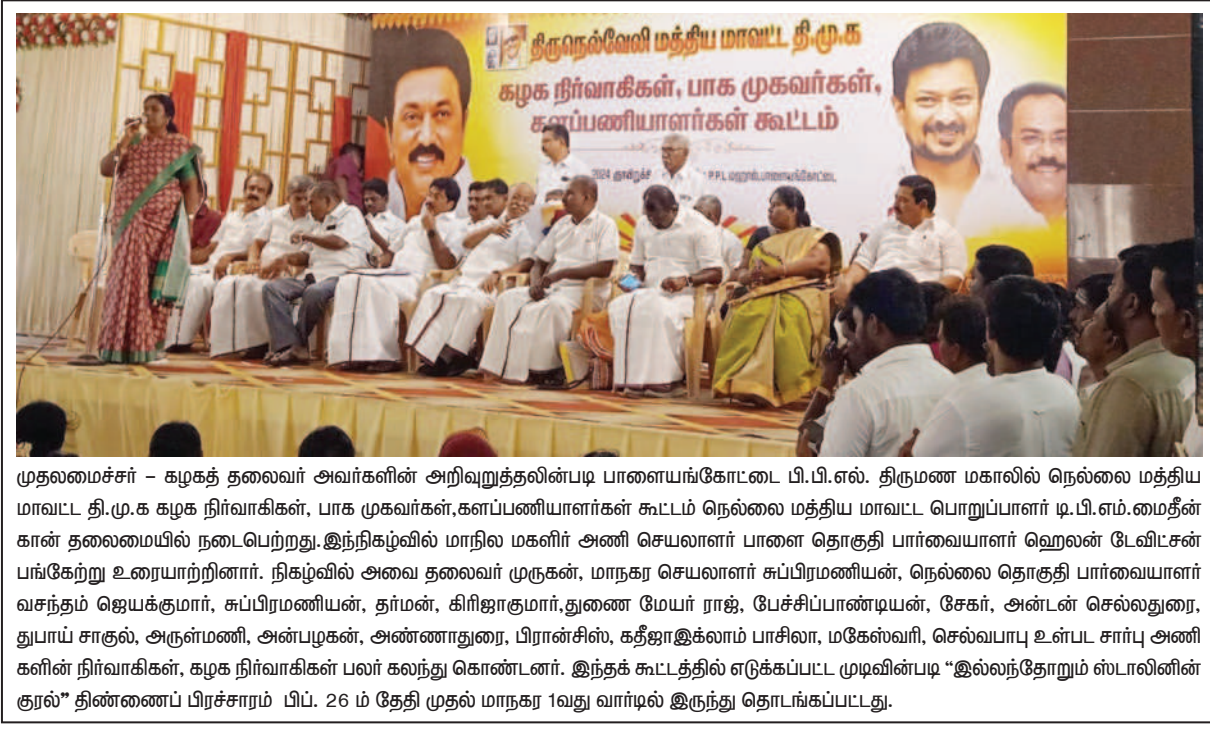 திருநெல்வேலி மத்திய மாவட்ட தி.மு.க
கழக நிர்வாகிகள், பாக முகவர்கள்,
களப்பணியாளர்கள் கூட்டம்
2024 P.P.L மஹால், பாளையங்கோட்டை
முதலமைச்சர் – கழகத் தலைவர் அவர்களின் அறிவுறுத்தலின்படி பாளையங்கோட்டை பி.பி.எல். திருமண மகாலில் நெல்லை மத்திய
மாவட்ட தி.மு.க கழக நிர்வாகிகள், பாக முகவர்கள்,களப்பணியாளர்கள் கூட்டம் நெல்லை மத்திய மாவட்ட பொறுப்பாளர் டி.பி.எம்.மைதீன்
கான் தலைமையில் நடைபெற்றது.இந்நிகழ்வில் மாநில மகளிர் அணி செயலாளர் பாளை தொகுதி பார்வையாளர் ஹெலன் டேவிட்சன்
பங்கேற்று உரையாற்றினார். நிகழ்வில் அவை தலைவர் முருகன், மாநகர செயலாளர் சுப்பிரமணியன், நெல்லை தொகுதி பார்வையாளர்
வசந்தம் ஜெயக்குமார், சுப்பிரமணியன், தர்மன், கிரிஜாகுமார்,துணை மேயர் ராஜ், பேச்சிப்பாண்டியன், சேகர், அன்டன் செல்லதுரை,
துபாய் சாகுல், அருள்மணி, அன்பழகன், அண்ணாதுரை, பிரான்சிஸ், கதீஜாஇக்லாம் பாசிலா, மகேஸ்வரி, செல்வபாபு உள்பட சார்பு அணி
களின் நிர்வாகிகள், கழக நிர்வாகிகள் பலர் கலந்து கொண்டனர். இந்தக் கூட்டத்தில் எடுக்கப்பட்ட முடிவின்படி “இல்லந்தோறும் ஸ்டாலினின்
குரல்” திண்ணைப் பிரச்சாரம் பிப். 26 ம் தேதி முதல் மாநகர 1வது வார்டில் இருந்து தொடங்கப்பட்டது.